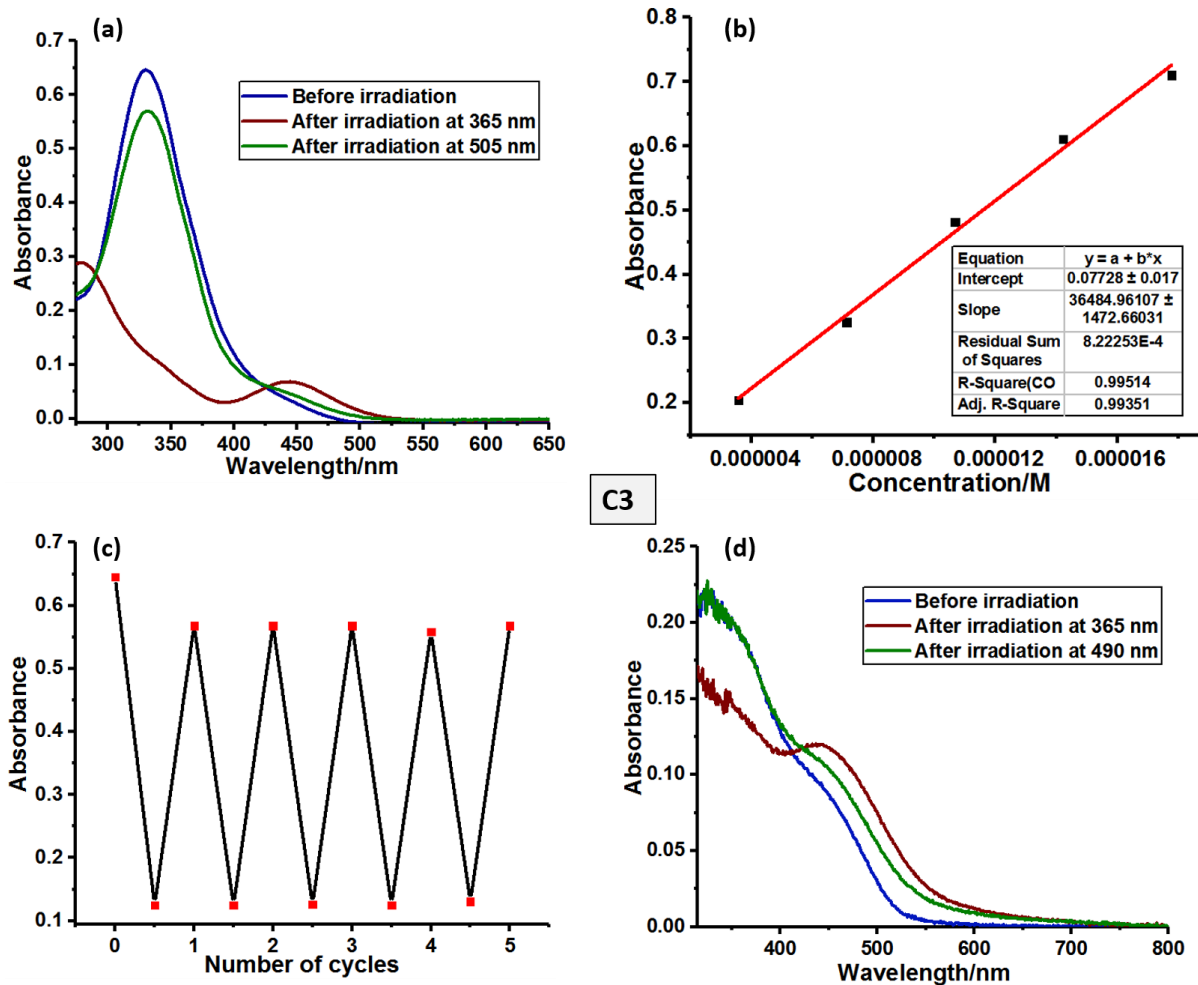 (a)
0.7
0.6
0.5
0.4
0.3
0.2
0.1
0.0
Absorbance
Before irradiation
After irradiation at 365 nm
After irradiation at 505 nm
300 350 400 450 500 550 600 650
Wavelength/nm
(b)
0.8
0.7
0.6
0.5
0.4
0.3
0.2
Absorbance
Equation y = a + b*x
Intercept 0.07728 ± 0.017
Slope 36484.96107 ±
1472.66031
Residual Sum
of Squares 8.22253E-4
R-Square(CO 0.99514
Adj. R-Square 0.99351
0.000004 0.000008 0.000012 0.000016
Concentration/M
C3
(c)
0.7
0.6
0.5
0.4
0.3
0.2
0.1
Absorbance
0 1 2 3 4 5
Number of cycles
(d)
0.25
0.20
0.15
0.10
0.05
0.00
Absorbance
Before irradiation
After irradiation at 365 nm
After irradiation at 490 nm
400 500 600 700 800
Wavelength/nm